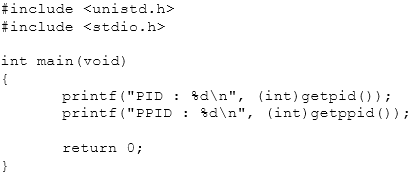 #include <unistd.h>
#include <stdio.h>

int main(void)
{
        printf("PID : %d\n", (int)getpid());
        printf("PPID : %d\n", (int)getppid());

        return 0;
}